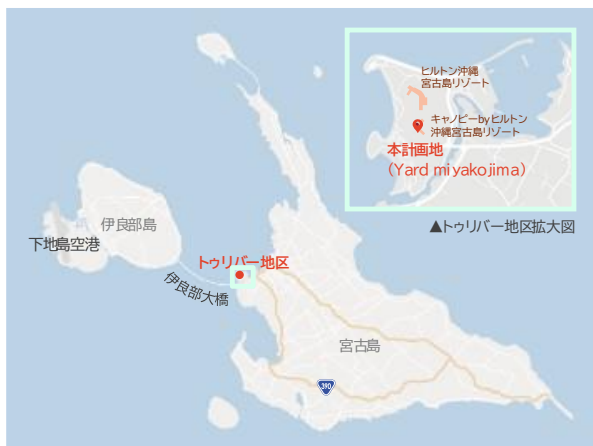 ヒルトン沖縄
宮古島リゾート
キャノピーbyヒルトン
沖縄宮古島リゾート
本計画地
（Yard miyakojima）
▲トゥリバー地区拡大図
伊良部島
下地島空港
トゥリバー地区
伊良部大橋
宮古島
390